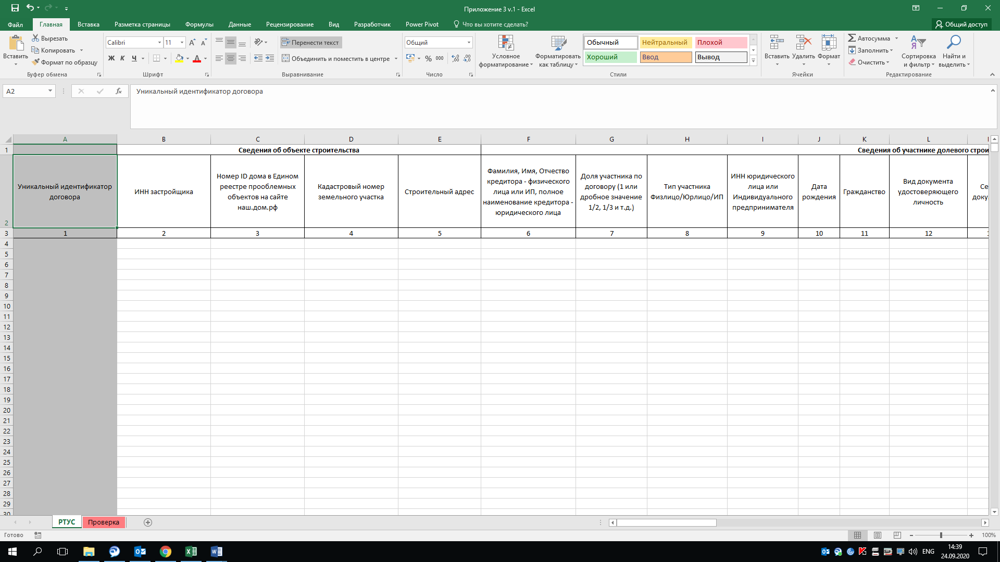 Приложение 3 v.1 - Excel
Файл Главная Вставка Разметка страницы Формулы Данные Рецензирование Вид Разработчик Power Pivot Что вы хотите сделать? Общий доступ
Вставить
Вырезать
Копировать
Формат по образцу
Буфер обмена
Calibri 11
Ж К Ч
Шрифт
Перенести текст
Объединить и поместить в центре
Выравнивание
Общий
% 000
Число
Условное
форматирование
Форматировать
как таблицу
Обычный Нейтральный Плохой
Хороший Ввод Вывод
Стили
Вставить Удалить Формат
Ячейки
Автосумма
Заполнить
Очистить
Сортировка
и фильтр
Найти и
выделить
Редактирование
A2 fx Уникальный идентификатор договора
A B C D E F G H I J K L
1 Сведения об объекте строительства Сведения об участнике долевого строи
2
Уникальный идентификатор
договора
ИНН застройщика
Номер ID дома в Едином
реестре прооблемных
объектов на сайте
наш.дом.рф
Кадастровый номер
земельного участка
Строительный адрес
Фамилия, Имя, Отчество
кредитора - физического
лица или ИП, полное
наименование кредитора -
юридического лица
Доля участника по
договору (1 или
дробное значение
1/2, 1/3 и т.д.)
Тип участника
Физлицо/Юрлицо/ИП
ИНН юридического
лица или
Индивидуального
предпринимателя
Дата
рождения
Гражданство
Вид документа
удостоверяющего
личность
Се
доку
3 1 2 3 4 5 6 7 8 9 10 11 12
4
5
6
7
8
9
10
11
12
13
14
15
16
17
18
19
20
21
22
23
24
25
26
27
28
29
30
РТУС Проверка
Готово 100%
ENG
14:39
24.09.2020